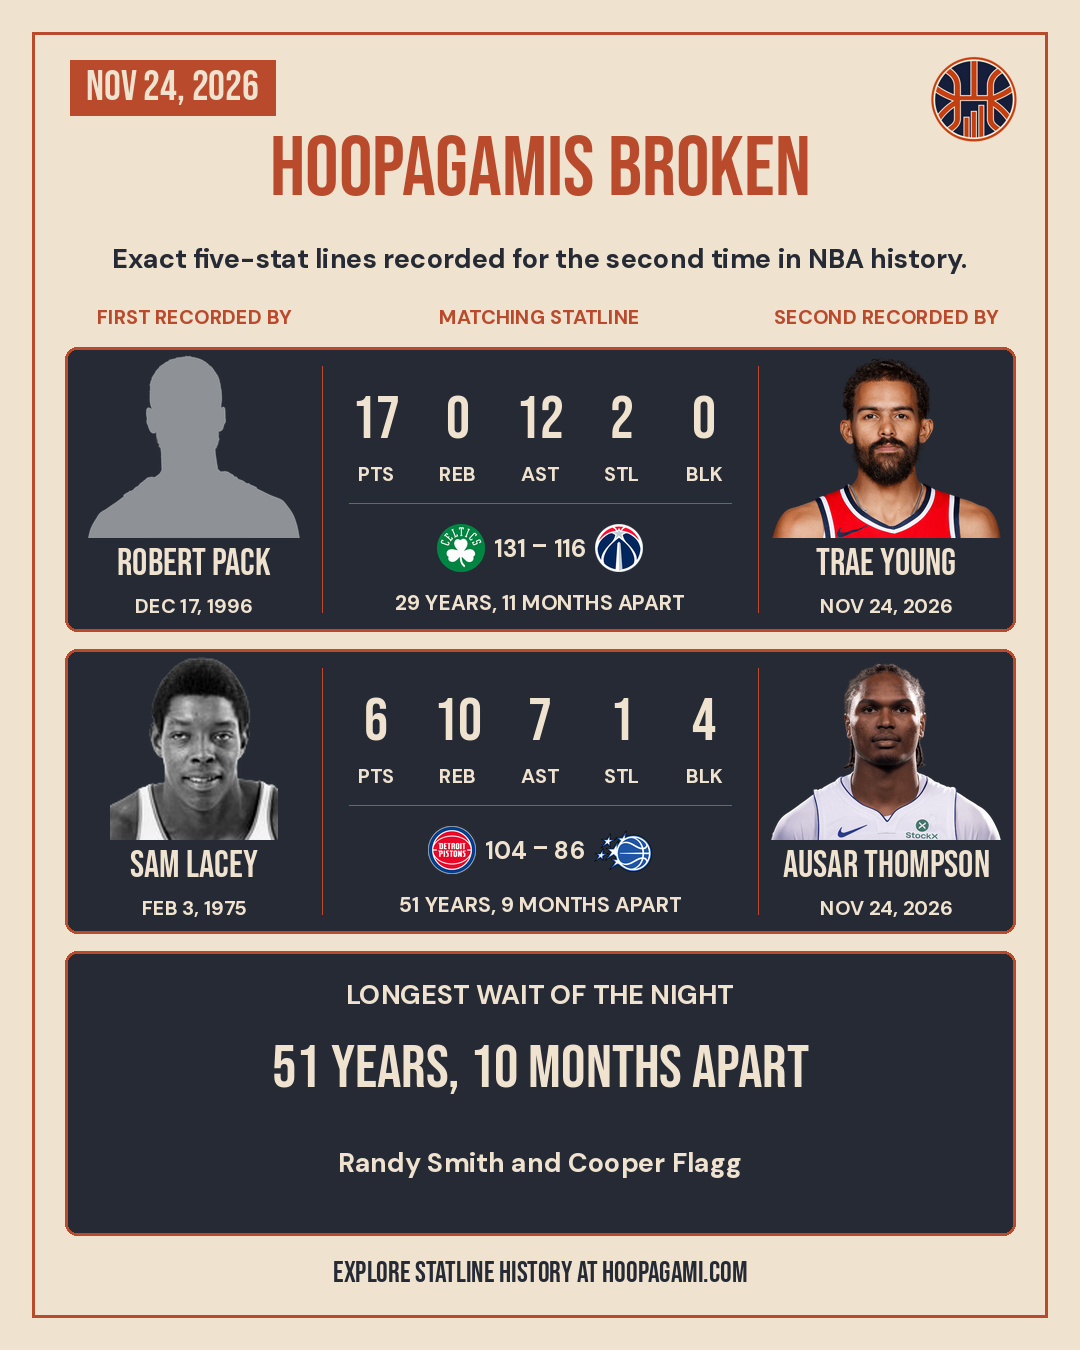 NOV 24, 2026
HOOPAGAMIS BROKEN
Exact five-stat lines recorded for the second time in NBA history.
FIRST RECORDED BY MATCHING STATLINE SECOND RECORDED BY
17 0 12 2 0
PTS REB AST STL BLK
CELTICS 131 – 116
29 YEARS, 11 MONTHS APART
ROBERT PACK
DEC 17, 1996
TRAE YOUNG
NOV 24, 2026
6 10 7 1 4
PTS REB AST STL BLK
DETROIT PISTONS 104 – 86
51 YEARS, 9 MONTHS APART
SAM LACEY
FEB 3, 1975
StockX
AUSAR THOMPSON
NOV 24, 2026
LONGEST WAIT OF THE NIGHT
51 YEARS, 10 MONTHS APART
Randy Smith and Cooper Flagg
EXPLORE STATLINE HISTORY AT HOOPAGAMI.COM